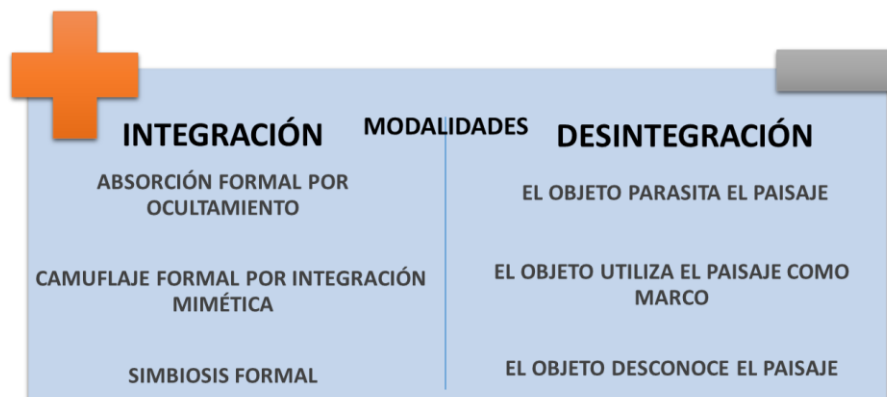 MODALIDADES
INTEGRACIÓN
ABSORCIÓN FORMAL POR
OCULTAMIENTO
CAMUFLAJE FORMAL POR INTEGRACIÓN
MIMÉTICA
SIMBIOSIS FORMAL
DESINTEGRACIÓN
EL OBJETO PARASITA EL PAISAJE
EL OBJETO UTILIZA EL PAISAJE COMO
MARCO
EL OBJETO DESCONOCE EL PAISAJE